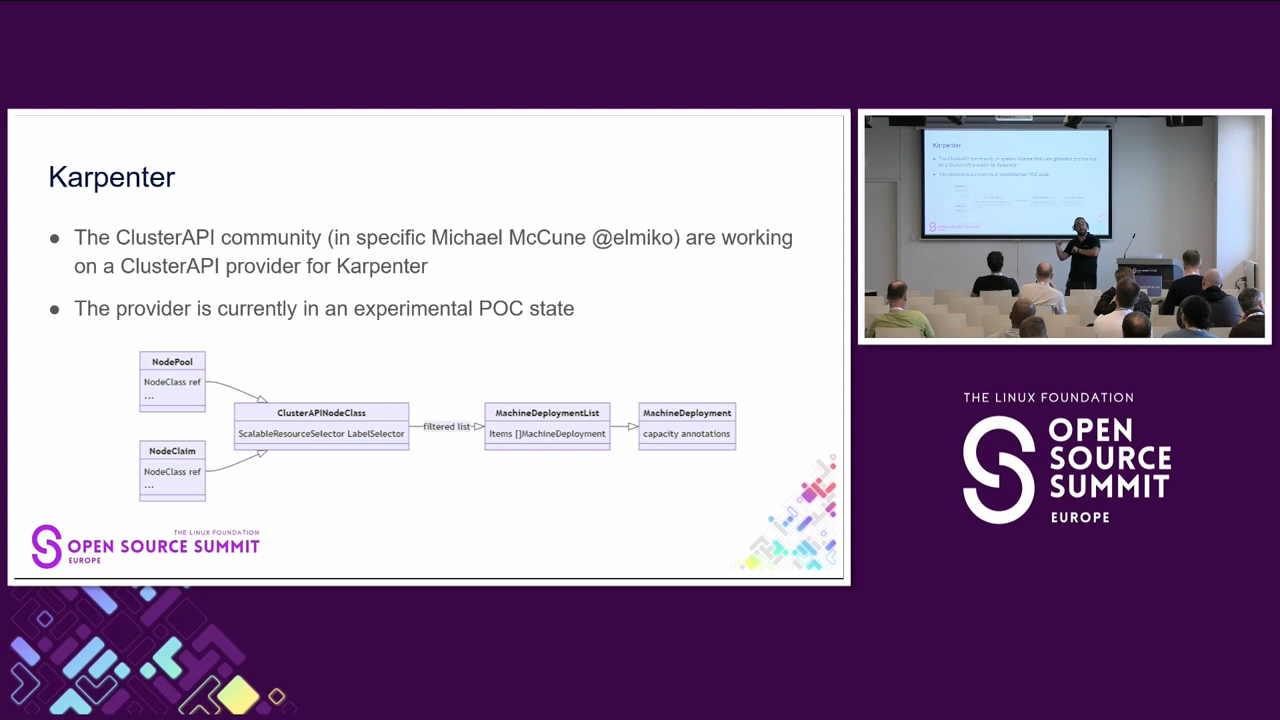 Karpenter
● The ClusterAPI community (in specific Michael McCune @elmiko) are working
on a ClusterAPI provider for Karpenter
● The provider is currently in an experimental POC state
NodePool
NodeClass ref
...
NodeClaim
NodeClass ref
...
ClusterAPINodeClass
ScalableResourceSelector LabelSelector
filtered list
MachineDeploymentList
Items []MachineDeployment
MachineDeployment
capacity annotations
THE LINUX FOUNDATION
OPEN SOURCE SUMMIT
EUROPE
Karpenter
THE LINUX FOUNDATION
OPEN
SOURCE
SUMMIT
EUROPE